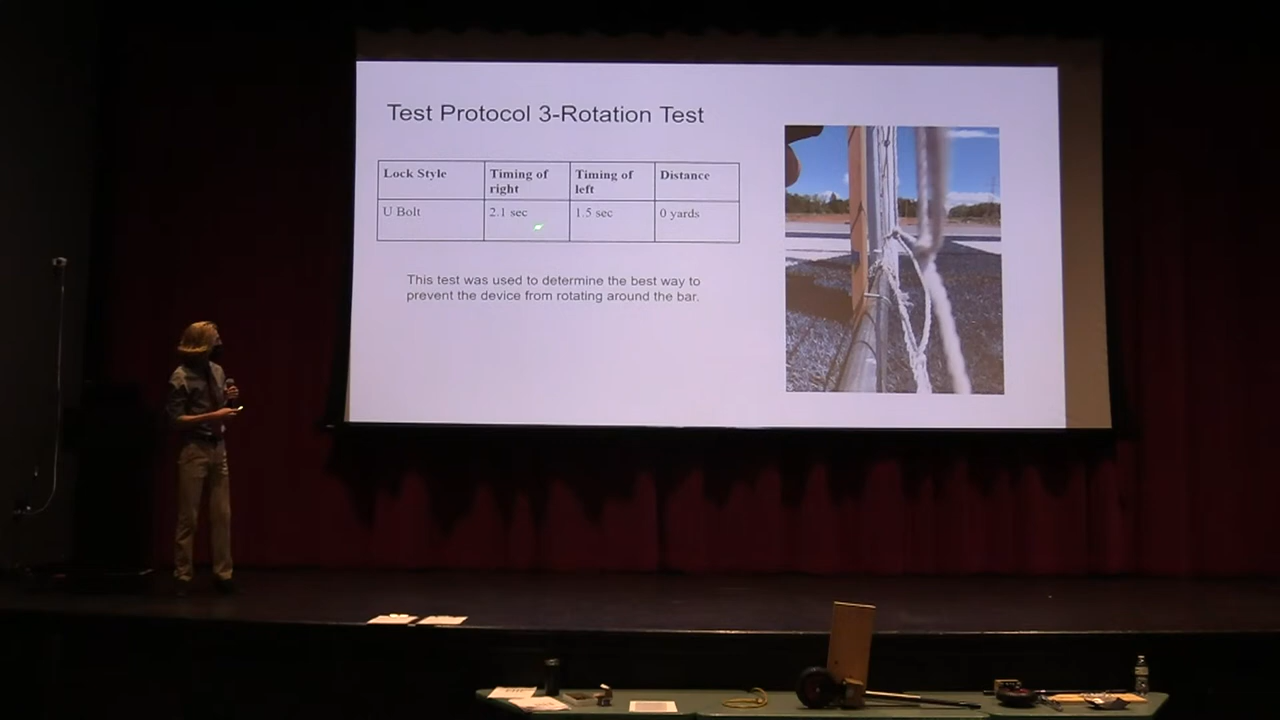 Test Protocol 3-Rotation Test
Lock Style
Timing of right
Timing of left
Distance
U Bolt
2.1 sec
1.5 sec
0 yards
This test was used to determine the best way to
prevent the device from rotating around the bar.